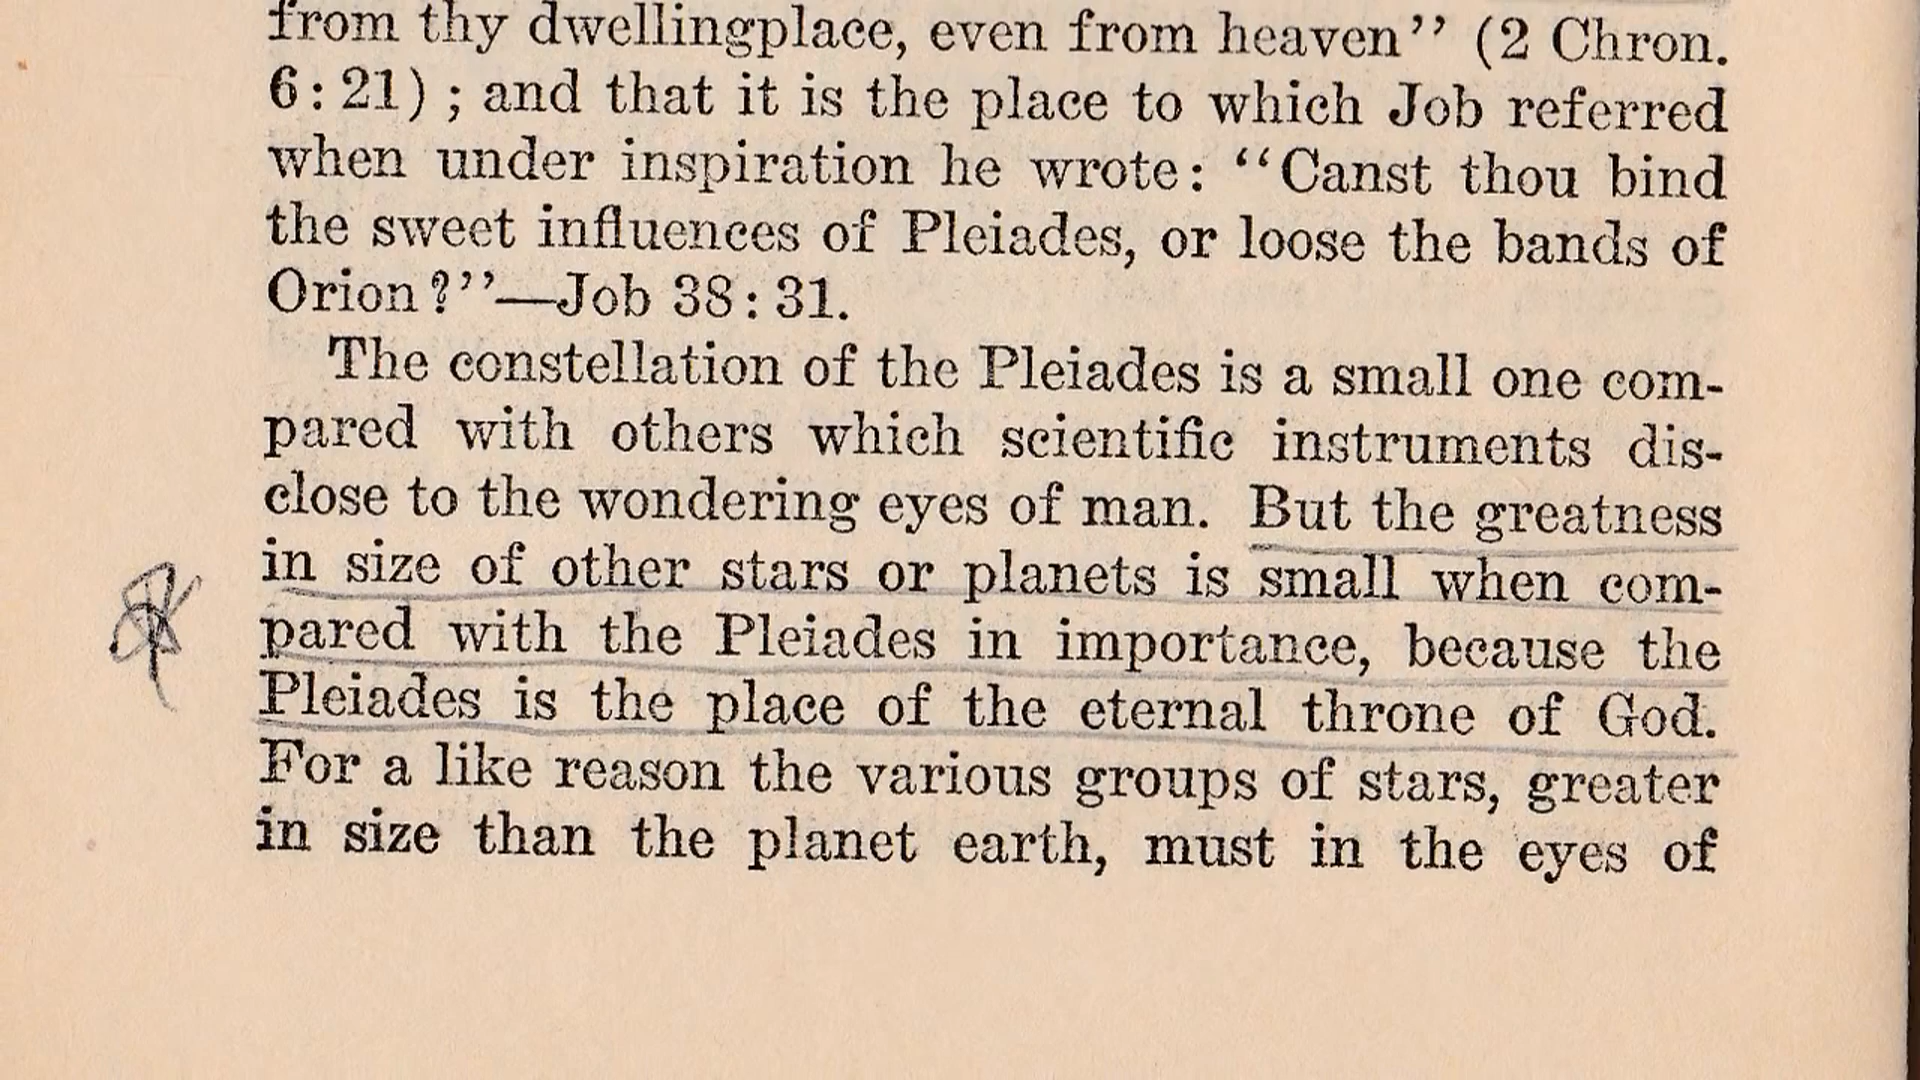 from thy dwellingplace, even from heaven’’ (2 Chron.
6: 21) ; and that it is the place to which Job referred
when under inspiration he wrote: ‘‘Canst thou bind
the sweet influences of Pleiades, or loose the bands of
Orion?’’—Job 38: 31.
The constellation of the Pleiades is a small one com-
pared with others which scientific instruments dis-
close to the wondering eyes of man. But the greatness
in size of other stars or planets is small when com-
pared with the Pleiades in importance, because the
Pleiades is the place of the eternal throne of God.
For a like reason the various groups of stars, greater
in size than the planet earth, must in the eyes of